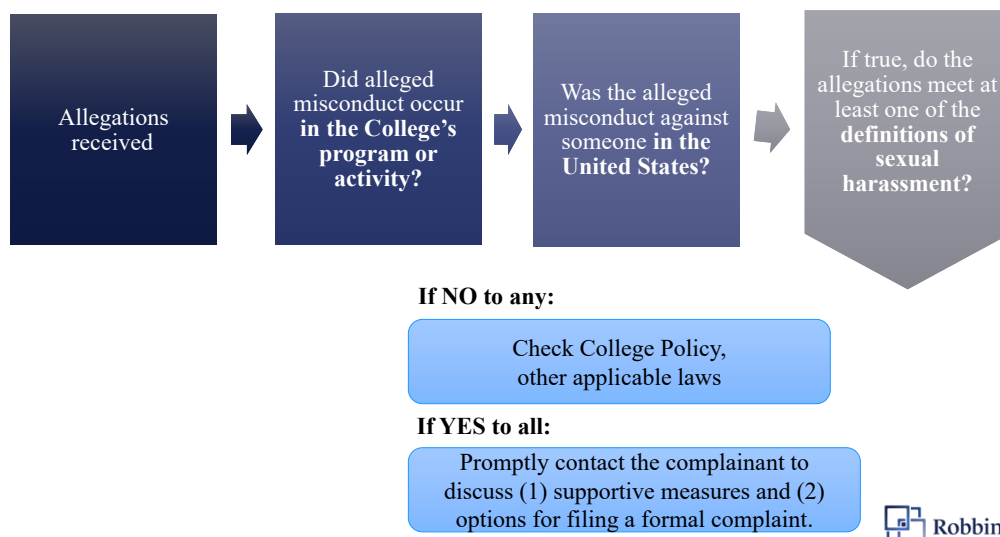 Allegations
received
Did alleged
misconduct occur
in the College's
program or
activity?
Was the alleged
misconduct against
someone in the
United States?
If true, do the
allegations meet at
least one of the
definitions of
sexual
harassment?
If NO to any:
Check College Policy,
other applicable laws
If YES to all:
Promptly contact the complainant to
discuss (1) supportive measures and (2)
options for filing a formal complaint.
Robbin